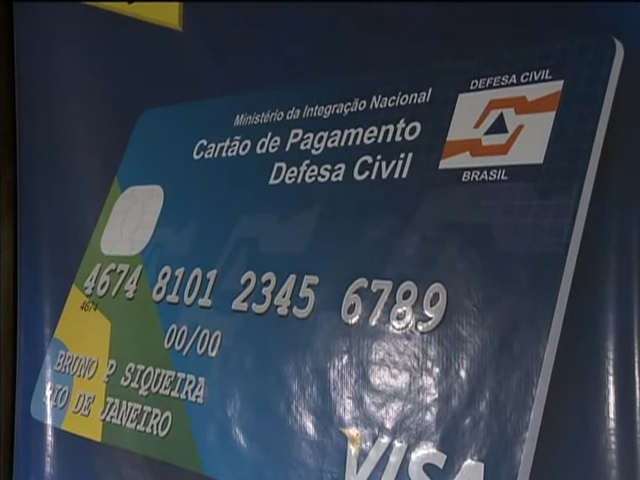 DEFESA CIVIL
Ministério da Integração Nacional
Cartão de Pagamento
Defesa Civil
BRASIL
4674 8101 2345 6789
4674
00/00
BRUNO P SIQUEIRA
RIO DE JANEIRO
VISA